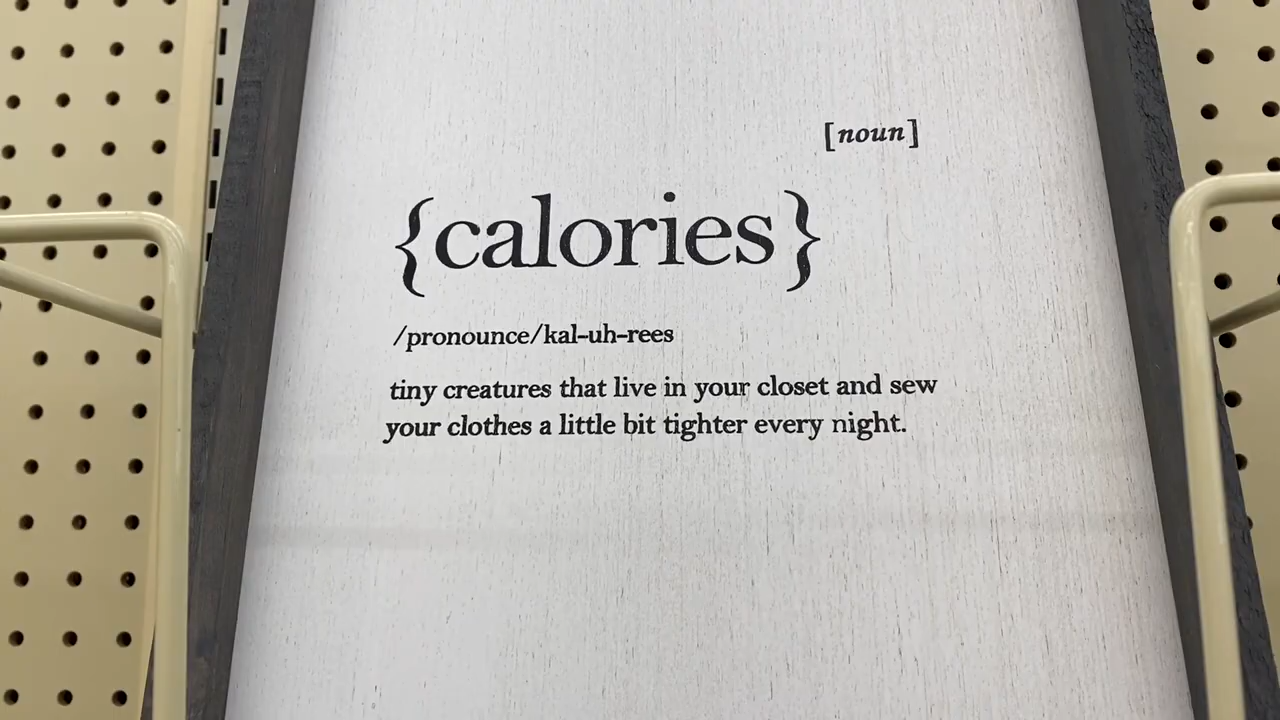 [noun]
{calories}
/pronounce/kal-uh-rees
tiny creatures that live in your closet and sew
your clothes a little bit tighter every night.